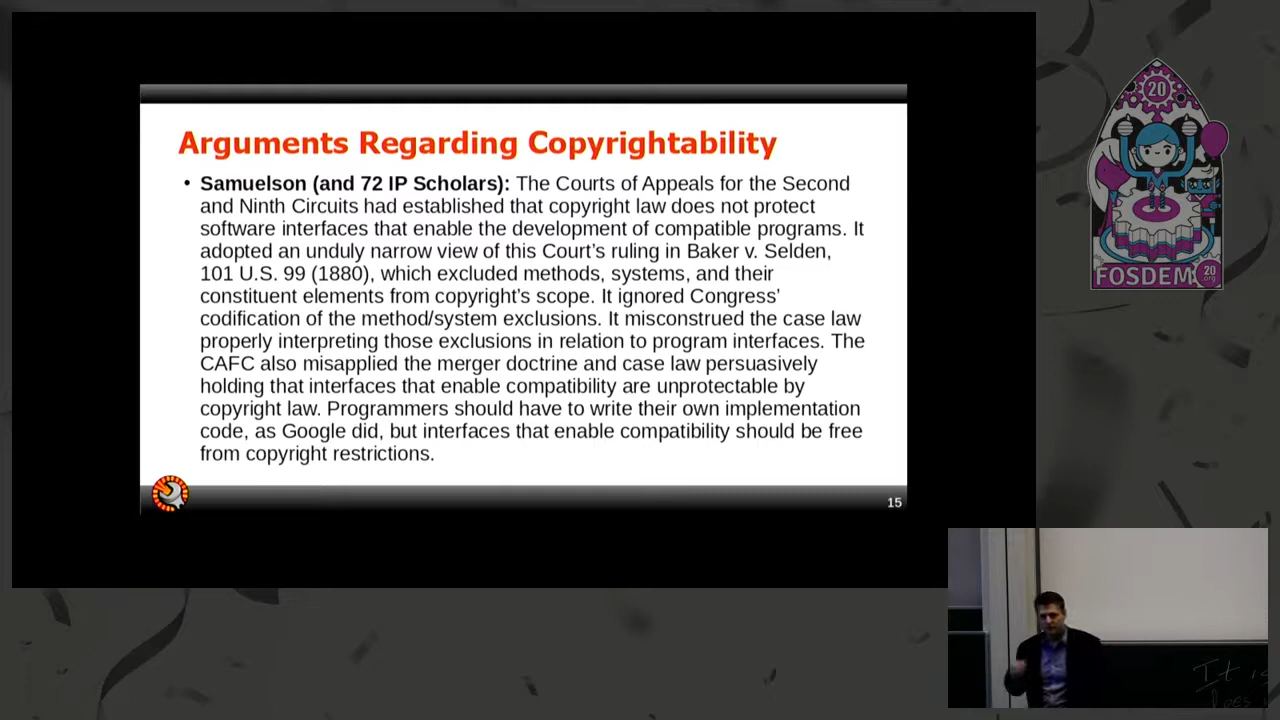 Arguments Regarding Copyrightability
• Samuelson (and 72 IP Scholars): The Courts of Appeals for the Second
and Ninth Circuits had established that copyright law does not protect
software interfaces that enable the development of compatible programs. It
adopted an unduly narrow view of this Court's ruling in Baker v. Selden,
101 U.S. 99 (1880), which excluded methods, systems, and their
constituent elements from copyright's scope. It ignored Congress'
codification of the method/system exclusions. It misconstrued the case law
properly interpreting those exclusions in relation to program interfaces. The
CAFC also misapplied the merger doctrine and case law persuasively
holding that interfaces that enable compatibility are unprotectable by
copyright law. Programmers should have to write their own implementation
code, as Google did, but interfaces that enable compatibility should be free
from copyright restrictions.
15
20
FOSDEM 20
.org
It is